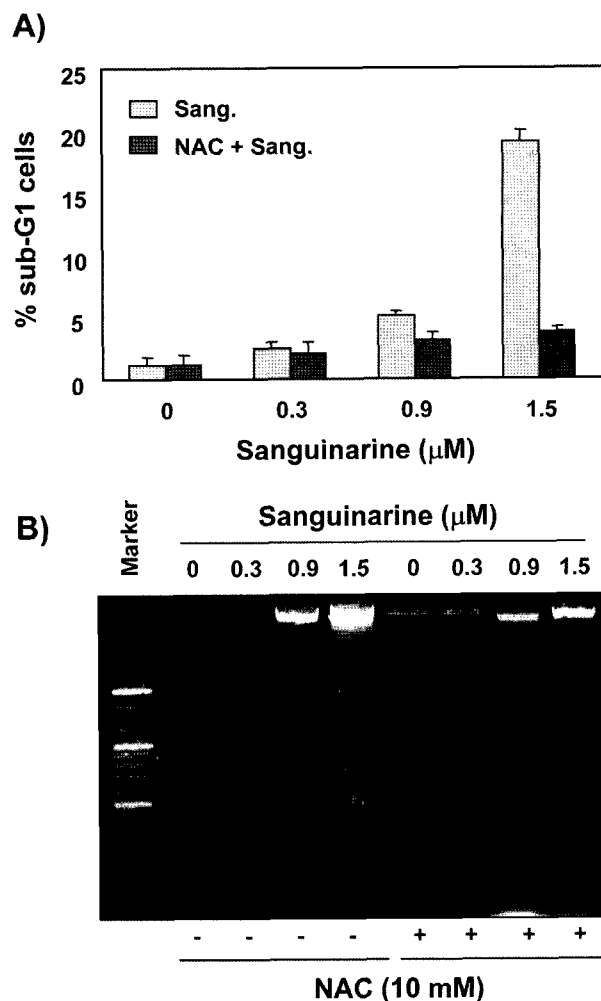 A)
% sub-G1 cells
25
20
15
10
5
0
Sang.
NAC + Sang.
0 0.3 0.9 1.5
Sanguinarine (μM)
B)
Marker
Sanguinarine (μM)
0 0.3 0.9 1.5 0 0.3 0.9 1.5
- - - - + + + +
NAC (10 mM)